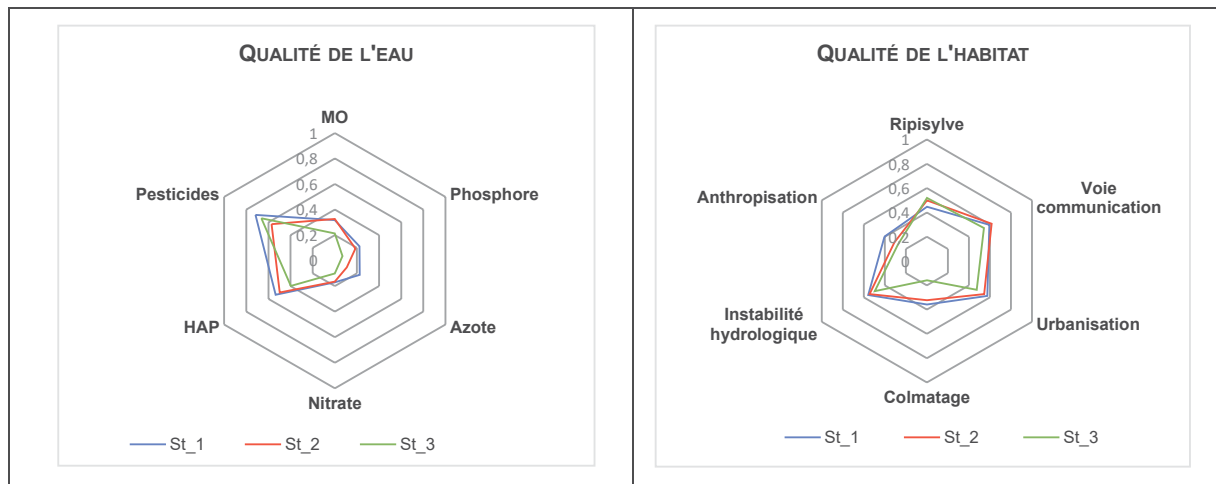 QUALITÉ DE L'EAU
MO
1
0,8
0,6
0,4
0,2
0
Pesticides
Phosphore
HAP
Azote
Nitrate
St_1 St_2 St_3
QUALITÉ DE L'HABITAT
Ripisylve
1
0,8
0,6
0,4
0,2
0
Anthropisation
Voie
communication
Instabilité
hydrologique
Urbanisation
Colmatage
St_1 St_2 St_3